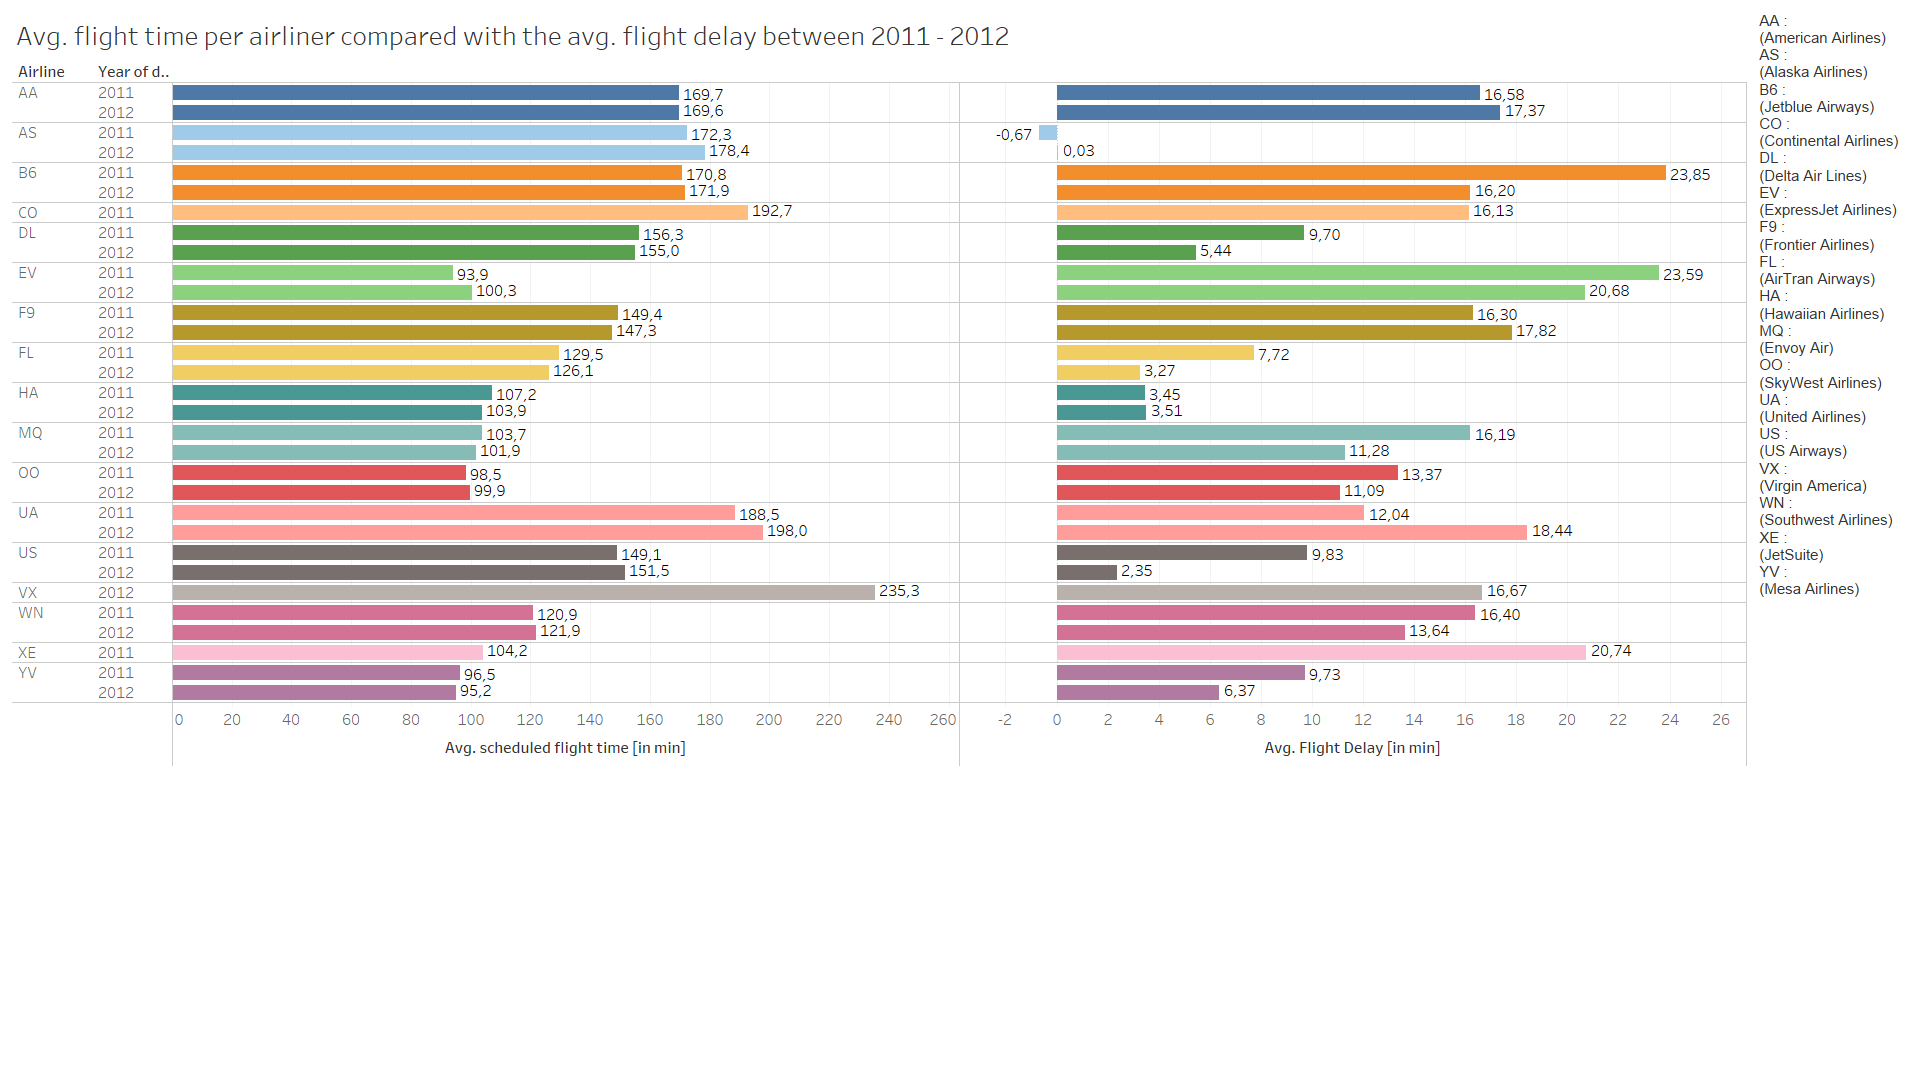 Avg. flight time per airliner compared with the avg. flight delay between 2011 - 2012
Airline Year of d..
AA 2011 169,7 16,58
2012 169,6 17,37
AS 2011 172,3 -0,67
2012 178,4 0,03
B6 2011 170,8 23,85
2012 171,9 16,20
CO 2011 192,7 16,13
DL 2011 156,3 9,70
2012 155,0 5,44
EV 2011 93,9 23,59
2012 100,3 20,68
F9 2011 149,4 16,30
2012 147,3 17,82
FL 2011 129,5 7,72
2012 126,1 3,27
HA 2011 107,2 3,45
2012 103,9 3,51
MQ 2011 103,7 16,19
2012 101,9 11,28
OO 2011 98,5 13,37
2012 99,9 11,09
UA 2011 188,5 12,04
2012 198,0 18,44
US 2011 149,1 9,83
2012 151,5 2,35
VX 2012 235,3 16,67
WN 2011 120,9 16,40
2012 121,9 13,64
XE 2011 104,2 20,74
YV 2011 96,5 9,73
2012 95,2 6,37
0 20 40 60 80 100 120 140 160 180 200 220 240 260 -2 0 2 4 6 8 10 12 14 16 18 20 22 24 26
Avg. scheduled flight time [in min] Avg. Flight Delay [in min]
AA :
(American Airlines)
AS :
(Alaska Airlines)
B6 :
(Jetblue Airways)
CO :
(Continental Airlines)
DL :
(Delta Air Lines)
EV :
(ExpressJet Airlines)
F9 :
(Frontier Airlines)
FL :
(AirTran Airways)
HA :
(Hawaiian Airlines)
MQ :
(Envoy Air)
OO :
(SkyWest Airlines)
UA :
(United Airlines)
US :
(US Airways)
VX :
(Virgin America)
WN :
(Southwest Airlines)
XE :
(JetSuite)
YV :
(Mesa Airlines)